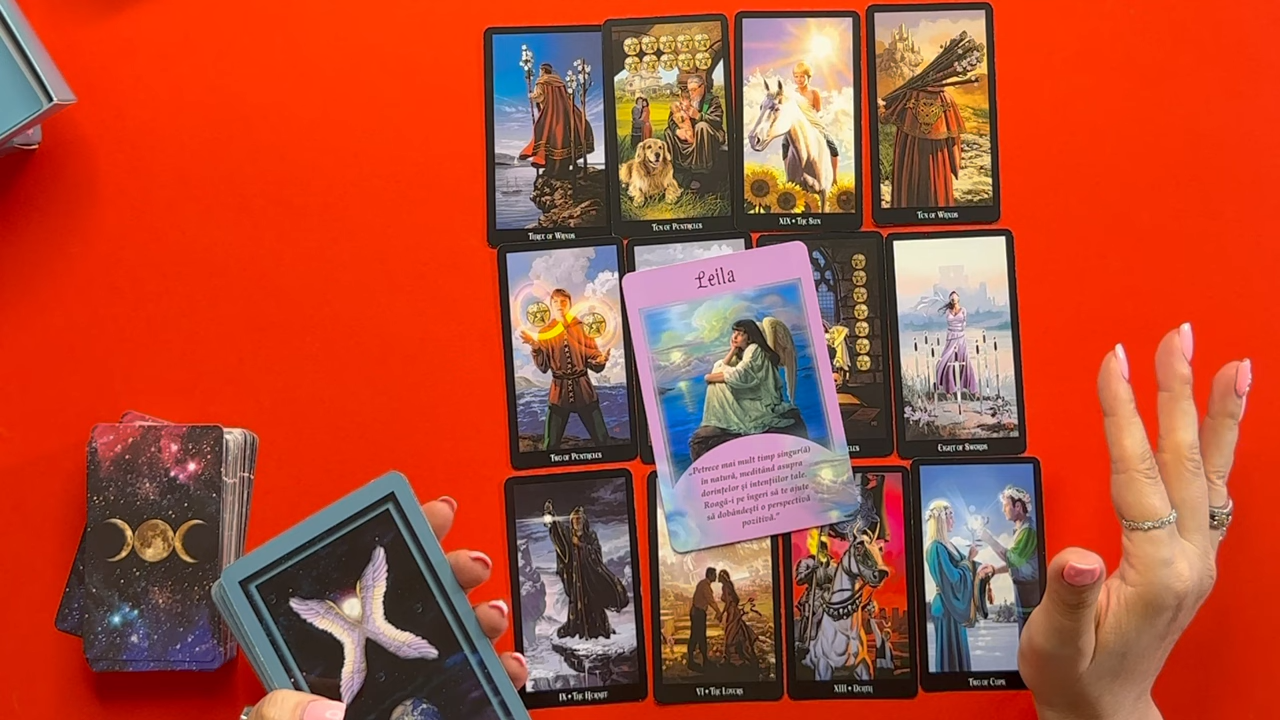 Three of Wands
Ten of Pentacles
XIX • The Sun
Ten of Wands
Leila
Two of Pentacles
Eight of Swords
„Petrece mai mult timp singur(ă)
în natură, meditând asupra
dorințelor și intențiilor tale.
Roagă-i pe îngeri să te ajute
să dobândești o perspectivă
pozitivă.”
IX • The Hermit
VI • The Lovers
XIII • Death
Two of Cups